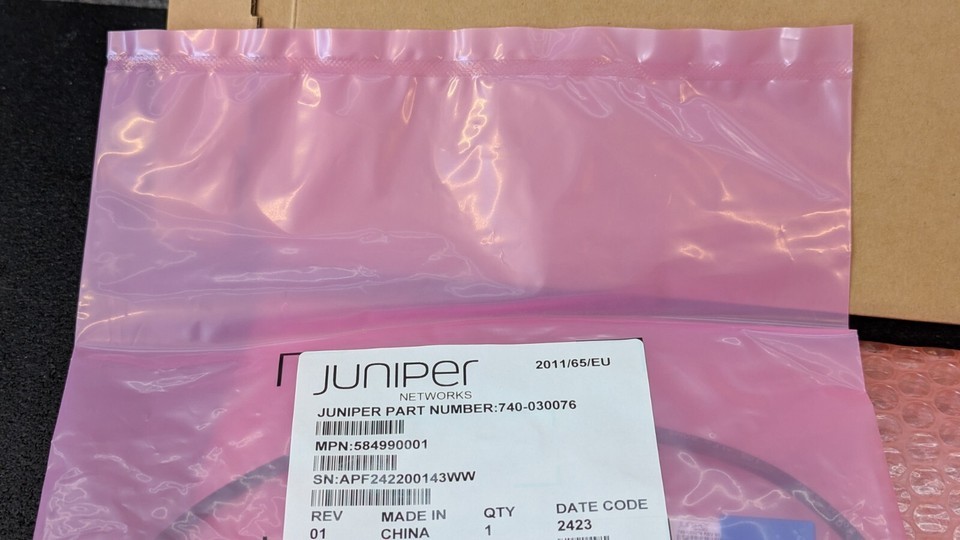 JUNIPEr
2011/65/EU
NETWORKS
JUNIPER PART NUMBER:740-030076
MPN:584990001
SN:APF242200143WW
REV MADE IN QTY DATE CODE
01 CHINA 1 2423